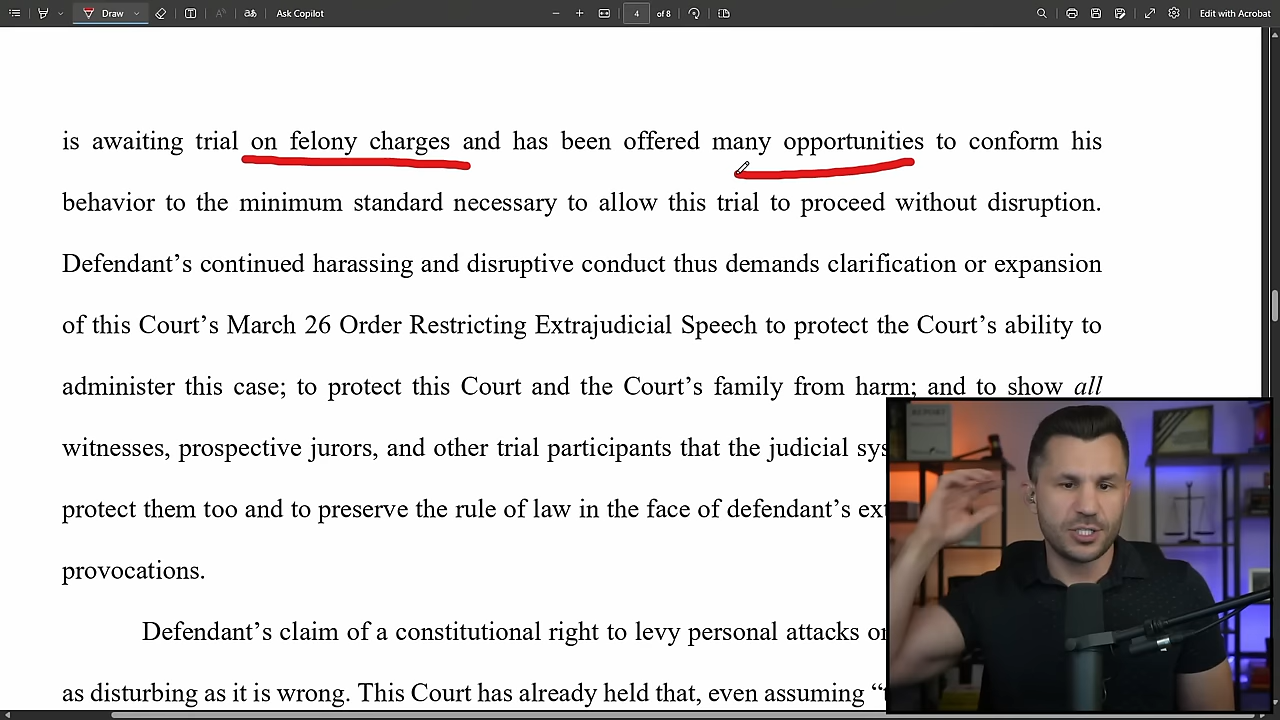 Draw Ask Copilot 4 of 8 Edit with Acrobat
is awaiting trial on felony charges and has been offered many opportunities to conform his
behavior to the minimum standard necessary to allow this trial to proceed without disruption.
Defendant’s continued harassing and disruptive conduct thus demands clarification or expansion
of this Court’s March 26 Order Restricting Extrajudicial Speech to protect the Court’s ability to
administer this case; to protect this Court and the Court’s family from harm; and to show all
witnesses, prospective jurors, and other trial participants that the judicial
protect them too and to preserve the rule of law in the face of defendant’s
provocations.
Defendant’s claim of a constitutional right to levy personal attacks
as disturbing as it is wrong. This Court has already held that, even assuming